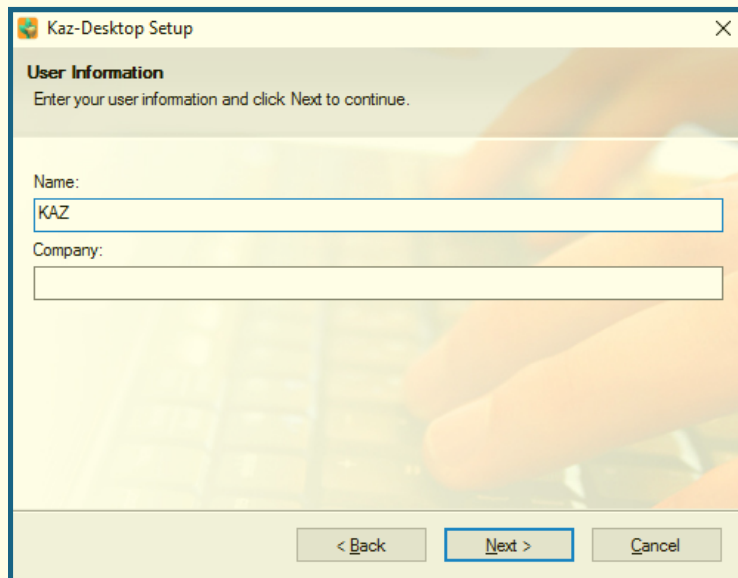 Kaz-Desktop Setup
User Information
Enter your user information and click Next to continue.
Name:
KAZ
Company:
< Back Next > Cancel